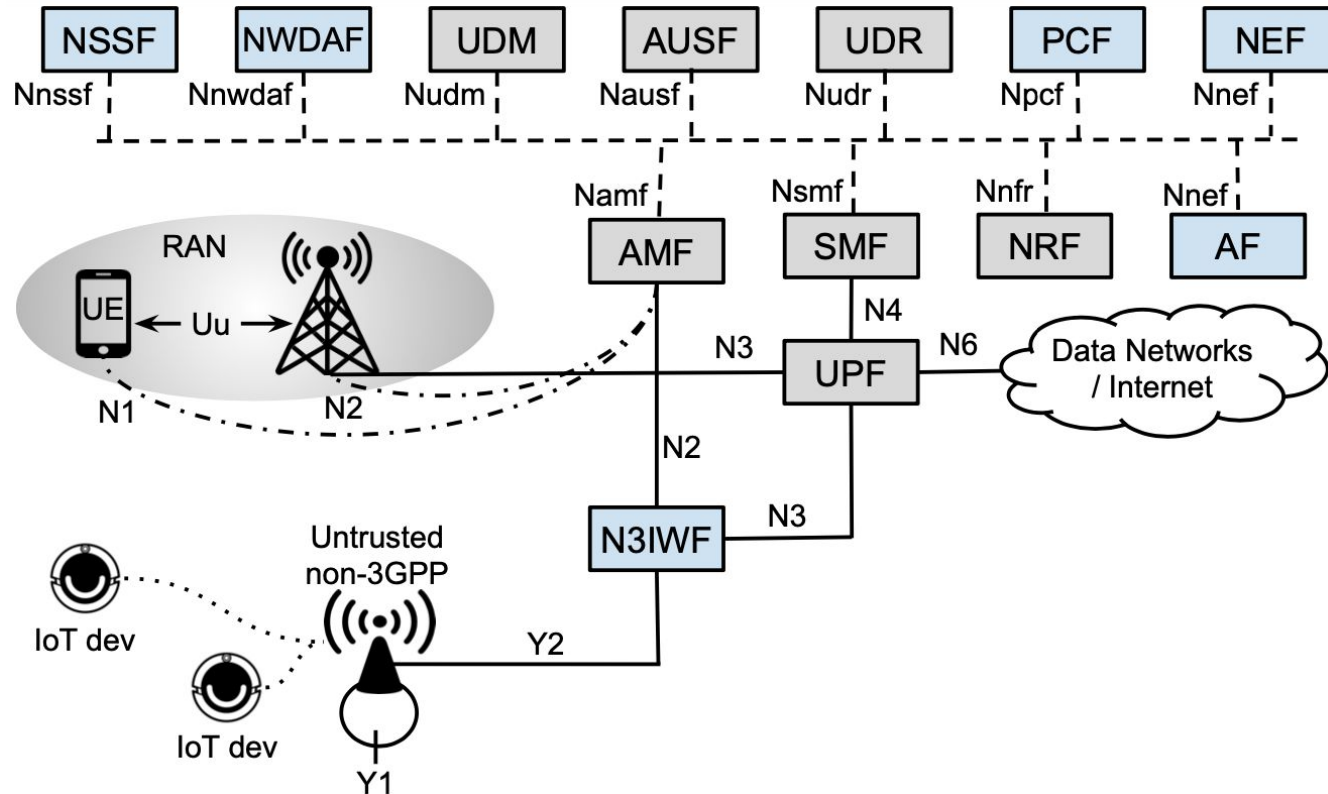 NSSF
NWDAF
UDM
AUSF
UDR
PCF
NEF
Nnssf
Nnwdaf
Nudm
Nausf
Nudr
Npcf
Nnef
Namf
Nsmf
Nnfr
Nnef
RAN
AMF
SMF
NRF
AF
UE
Uu
N4
N3
N6
UPF
Data Networks
/ Internet
N1
N2
N2
N3
N3IWF
Untrusted
non-3GPP
IoT dev
Y2
IoT dev
Y1